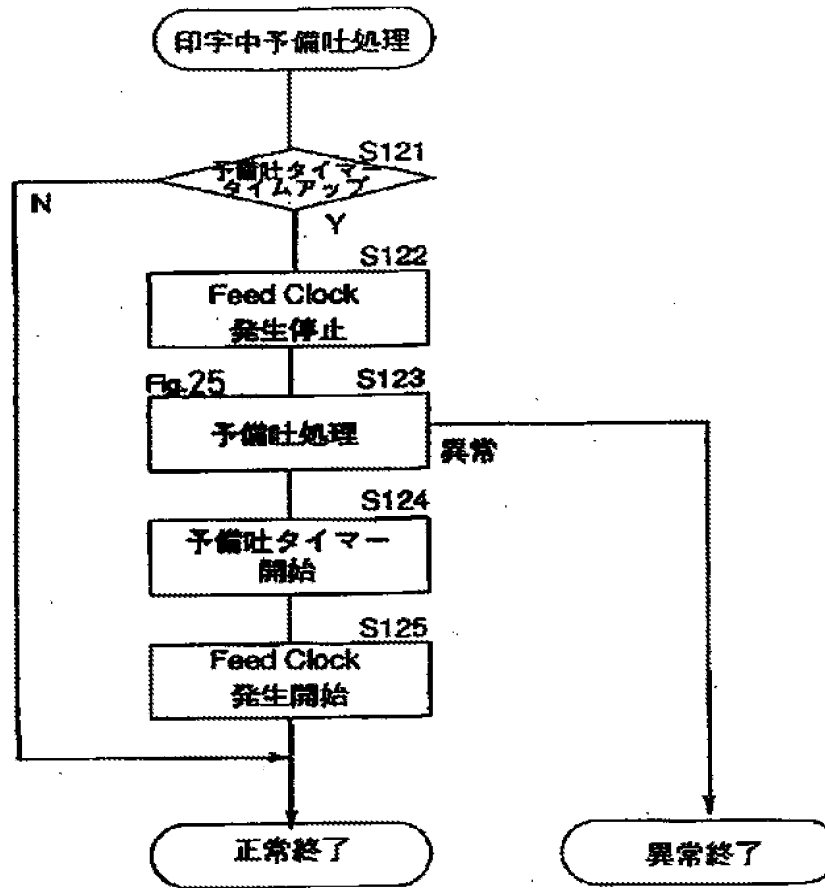 印字中予備吐処理
S121
予備吐タイマー
タイムアップ
N
Y
S122
Feed Clock
発生停止
Fig.25
S123
予備吐処理
異常
S124
予備吐タイマー
開始
S125
Feed Clock
発生開始
正常終了
異常終了